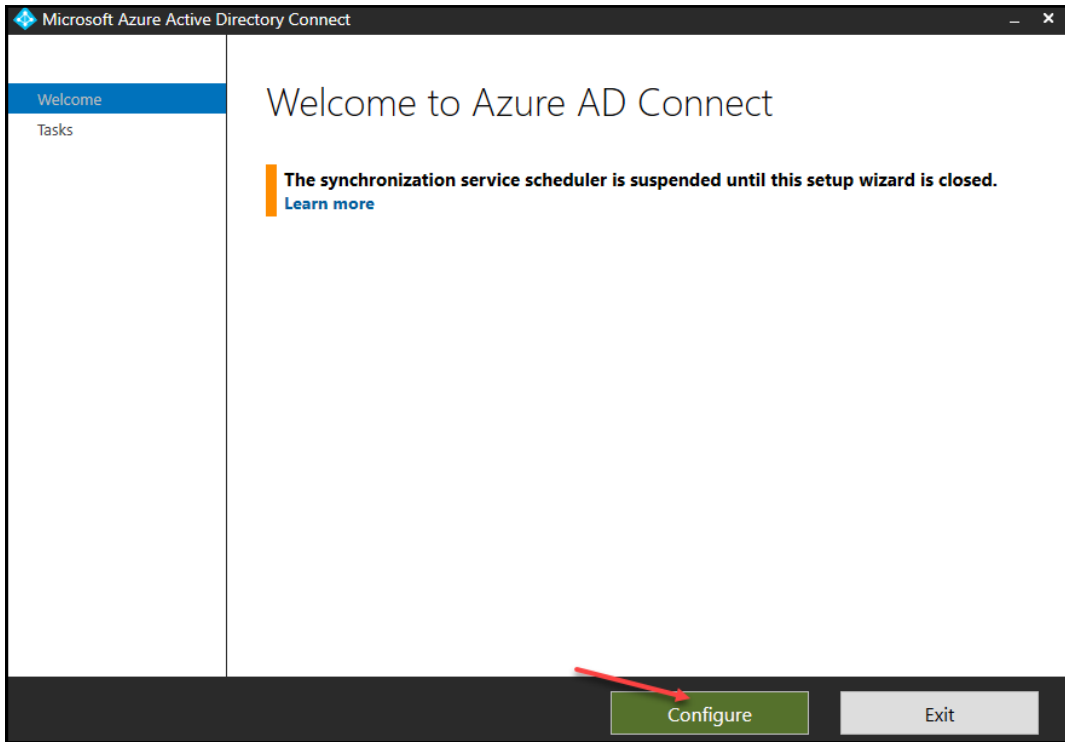 Microsoft Azure Active Directory Connect
Welcome
Tasks
Welcome to Azure AD Connect
The synchronization service scheduler is suspended until this setup wizard is closed.
Learn more
Configure
Exit